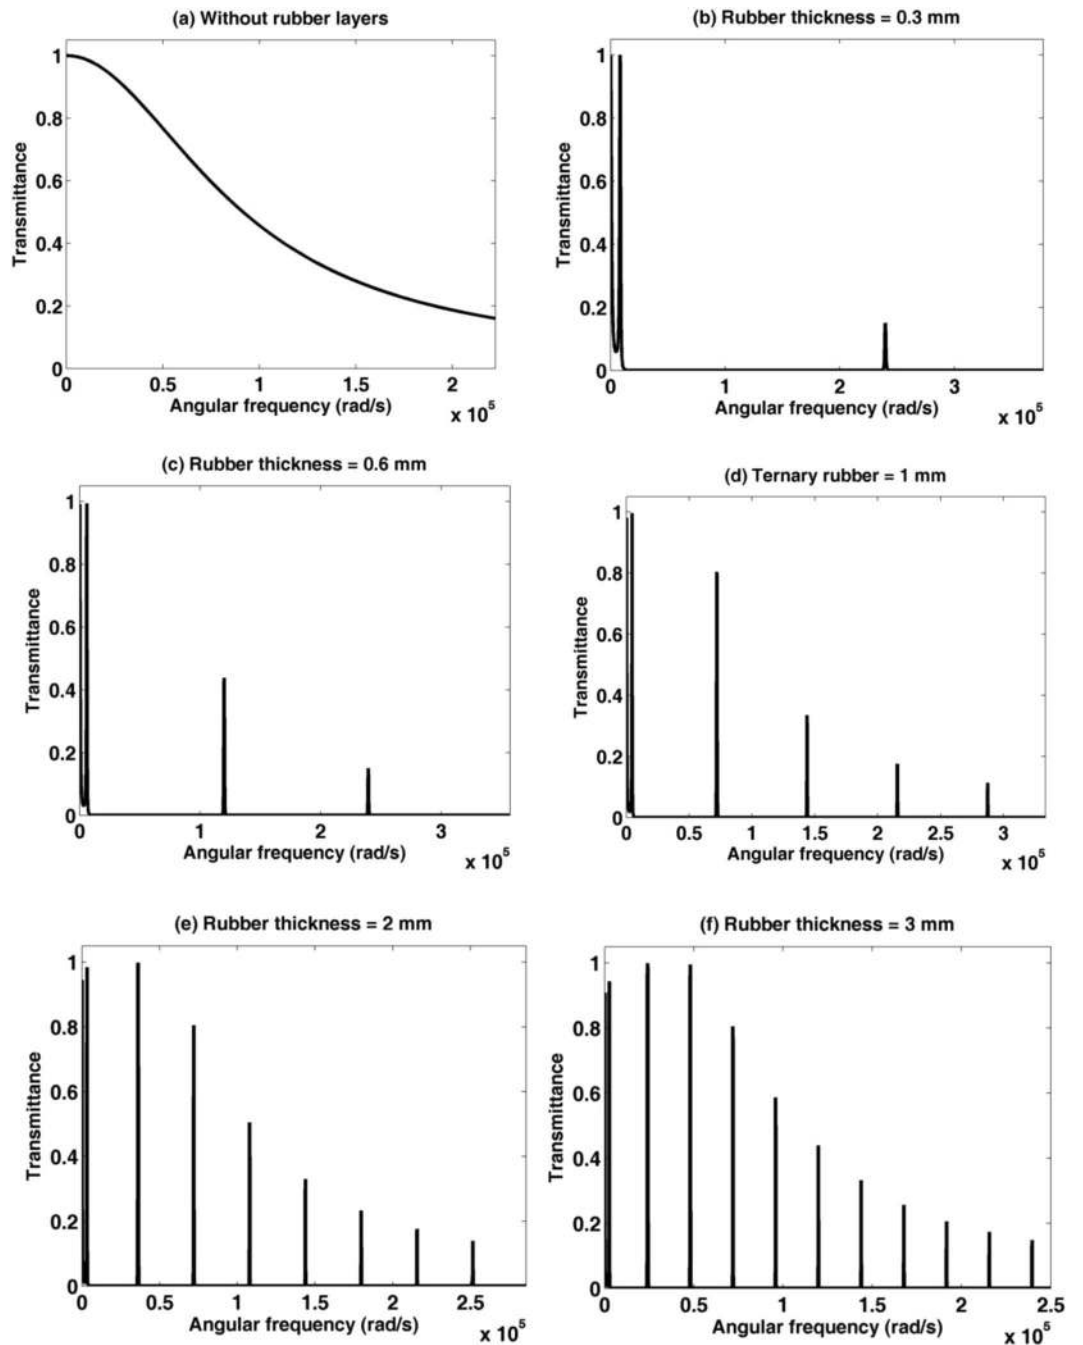 (a) Without rubber layers
1
0.8
0.6
0.4
0.2
0
Transmittance
0 0.5 1 1.5 2
Angular frequency (rad/s)
x 10^5
(b) Rubber thickness = 0.3 mm
1
0.8
0.6
0.4
0.2
0
Transmittance
0 1 2 3
Angular frequency (rad/s)
x 10^5
(c) Rubber thickness = 0.6 mm
1
0.8
0.6
0.4
0.2
0
Transmittance
0 1 2 3
Angular frequency (rad/s)
x 10^5
(d) Ternary rubber = 1 mm
1
0.8
0.6
0.4
0.2
0
Transmittance
0 0.5 1 1.5 2 2.5 3
Angular frequency (rad/s)
x 10^5
(e) Rubber thickness = 2 mm
1
0.8
0.6
0.4
0.2
0
Transmittance
0 0.5 1 1.5 2 2.5
Angular frequency (rad/s)
x 10^5
(f) Rubber thickness = 3 mm
1
0.8
0.6
0.4
0.2
0
Transmittance
0 0.5 1 1.5 2 2.5
Angular frequency (rad/s)
x 10^5